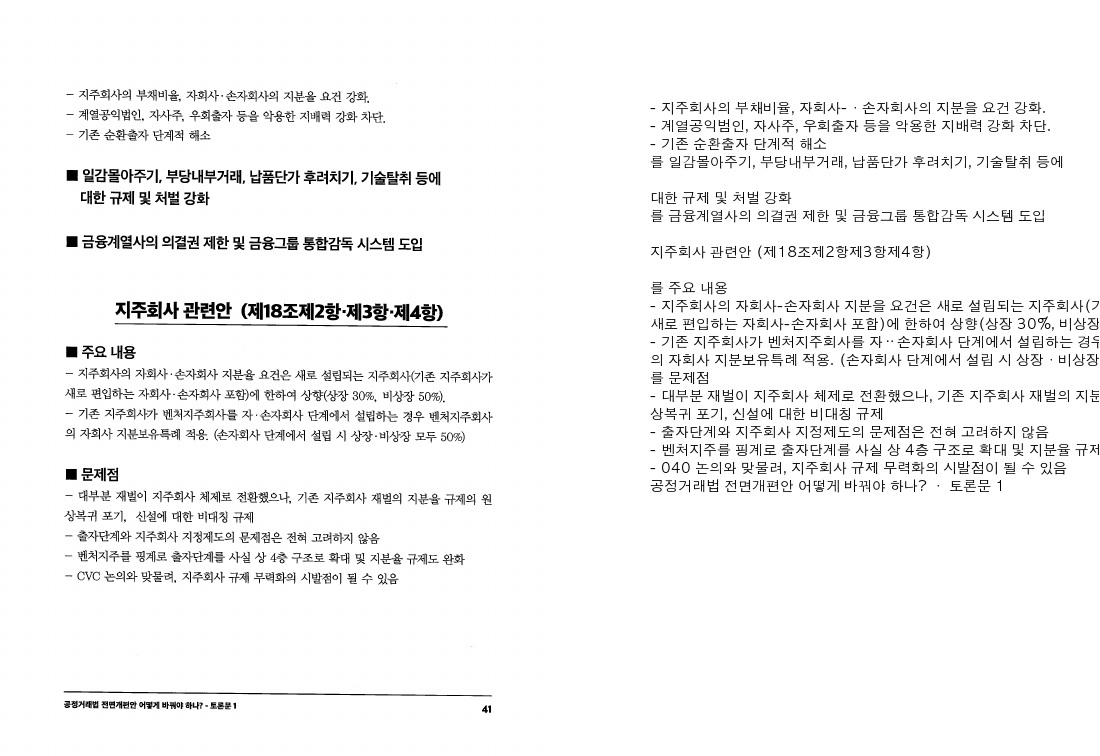 - 지주회사의 부채비율, 자회사·손자회사의 지분율 요건 강화.
- 계열공익법인, 자사주, 우회출자 등을 악용한 지배력 강화 차단.
- 기존 순환출자 단계적 해소
■ 일감몰아주기, 부당내부거래, 납품단가 후려치기, 기술탈취 등에
대한 규제 및 처벌 강화
■ 금융계열사의 의결권 제한 및 금융그룹 통합감독 시스템 도입
지주회사 관련안 (제18조제2항·제3항·제4항)
■ 주요 내용
- 지주회사의 자회사·손자회사 지분율 요건은 새로 설립되는 지주회사(기존 지주회사가
새로 편입하는 자회사·손자회사 포함)에 한하여 상향(상장 30%, 비상장 50%).
- 기존 지주회사가 벤처지주회사를 자·손자회사 단계에서 설립하는 경우 벤처지주회사
의 자회사 지분보유특례 적용. (손자회사 단계에서 설립 시 상장·비상장 모두 50%)
■ 문제점
- 대부분 재벌이 지주회사 체제로 전환했으나, 기존 지주회사 재벌의 지분율 규제의 원
상복귀 포기, 신설에 대한 비대칭 규제
- 출자단계와 지주회사 지정제도의 문제점은 전혀 고려하지 않음
- 벤처지주를 핑계로 출자단계를 사실 상 4층 구조로 확대 및 지분율 규제도 완화
- CVC 논의와 맞물려, 지주회사 규제 무력화의 시발점이 될 수 있음
공정거래법 전면개편안 어떻게 바꿔야 하나? - 토론문 1
41
- 지주회사의 부채비율, 자회사-·손자회사의 지분을 요건 강화.
- 계열공익법인, 자사주, 우회출자 등을 악용한 지배력 강화 차단.
- 기존 순환출자 단계적 해소
를 일감몰아주기, 부당내부거래, 납품단가 후려치기, 기술탈취 등에
대한 규제 및 처벌 강화
를 금융계열사의 의결권 제한 및 금융그룹 통합감독 시스템 도입
지주회사 관련안 (제18조제2항제3항제4항)
를 주요 내용
- 지주회사의 자회사-손자회사 지분을 요건은 새로 설립되는 지주회사(기
새로 편입하는 자회사-손자회사 포함)에 한하여 상향(상장 30%, 비상장
- 기존 지주회사가 벤처지주회사를 자··손자회사 단계에서 설립하는 경우
의 자회사 지분보유특례 적용. (손자회사 단계에서 설립 시 상장·비상장
를 문제점
- 대부분 재벌이 지주회사 체제로 전환했으나, 기존 지주회사 재벌의 지분
상복귀 포기, 신설에 대한 비대칭 규제
- 출자단계와 지주회사 지정제도의 문제점은 전혀 고려하지 않음
- 벤처지주를 핑계로 출자단계를 사실 상 4층 구조로 확대 및 지분율 규제
- 040 논의와 맞물려, 지주회사 규제 무력화의 시발점이 될 수 있음
공정거래법 전면개편안 어떻게 바꿔야 하나? · 토론문 1